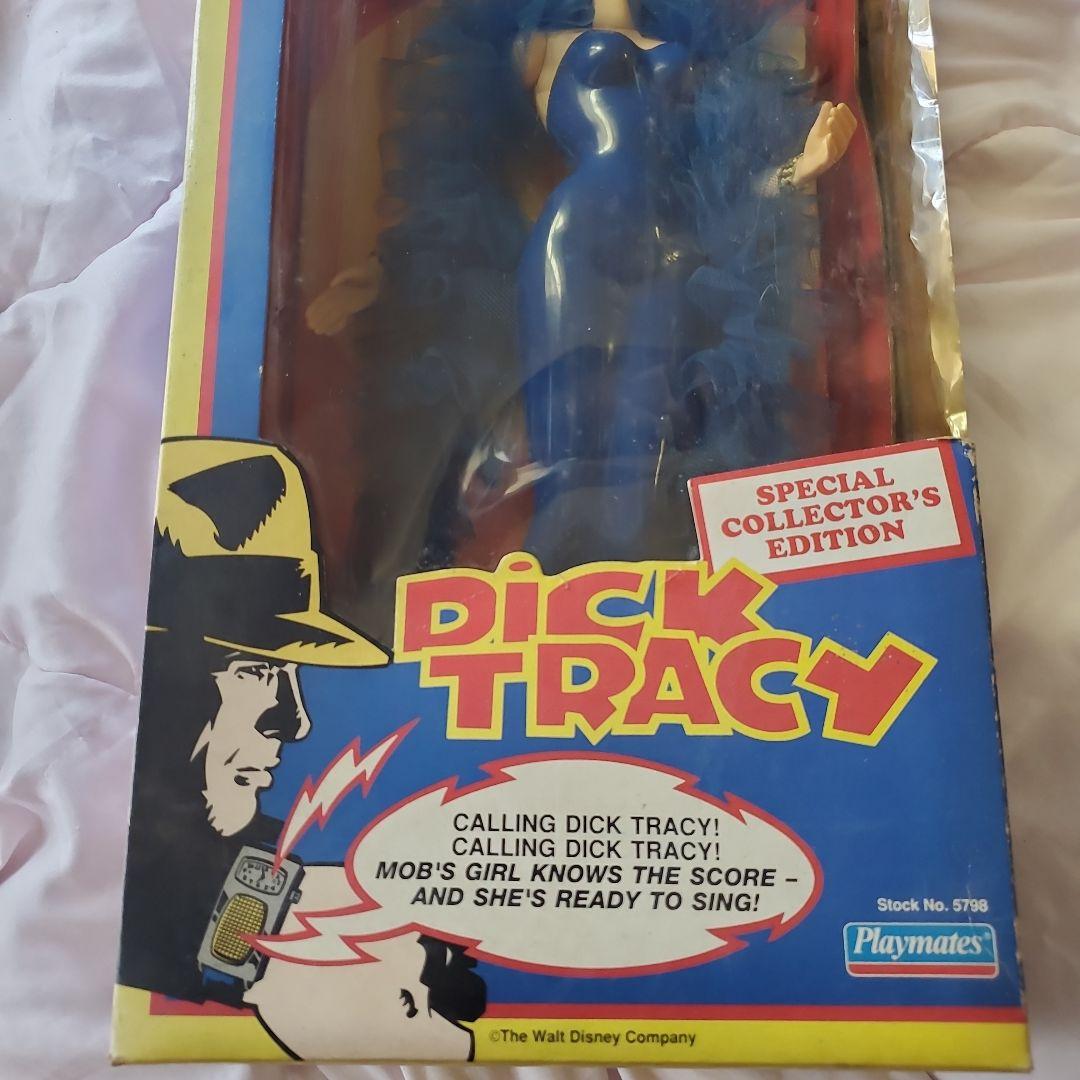 SPECIAL
COLLECTOR'S
EDITION
DiCK
TRACY
CALLING DICK TRACY!
CALLING DICK TRACY!
MOB'S GIRL KNOWS THE SCORE –
AND SHE'S READY TO SING!
Stock No. 5798
Playmates®
©The Walt Disney Company